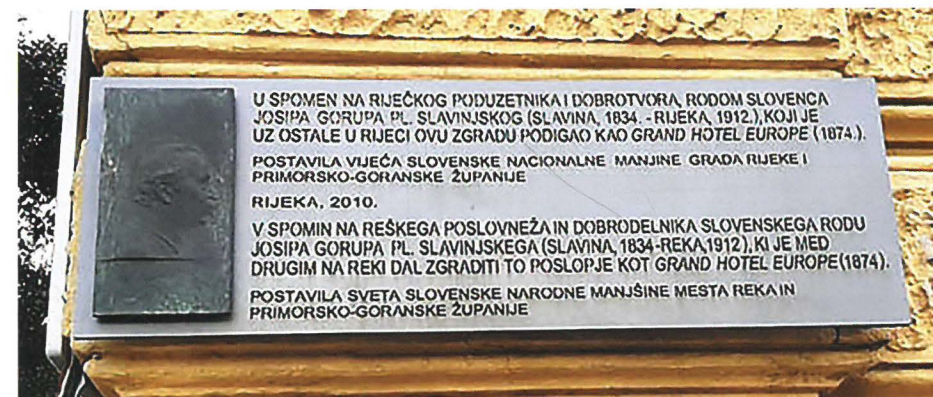 U SPOMEN NA RIJEČKOG PODUZETNIKA I DOBROTVORA, RODOM SLOVENCA
JOSIPA GORUPA PL. SLAVINJSKOG (SLAVINA, 1834. - RIJEKA, 1912.), KOJI JE
UZ OSTALE U RIJECI OVU ZGRADU PODIGAO KAO GRAND HOTEL EUROPE (1874.).
POSTAVILA VIJEĆA SLOVENSKE NACIONALNE MANJINE GRADA RIJEKE I
PRIMORSKO-GORANSKE ŽUPANIJE
RIJEKA, 2010.
V SPOMIN NA REŠKEGA POSLOVNEŽA IN DOBRODELNIKA SLOVENSKEGA RODU
JOSIPA GORUPA PL. SLAVINJSKEGA (SLAVINA, 1834-REKA,1912), KI JE MED
DRUGIM NA REKI DAL ZGRADITI TO POSLOPJE KOT GRAND HOTEL EUROPE(1874).
POSTAVILA SVETA SLOVENSKE NARODNE MANJŠINE MESTA REKA IN
PRIMORSKO-GORANSKE ŽUPANIJE